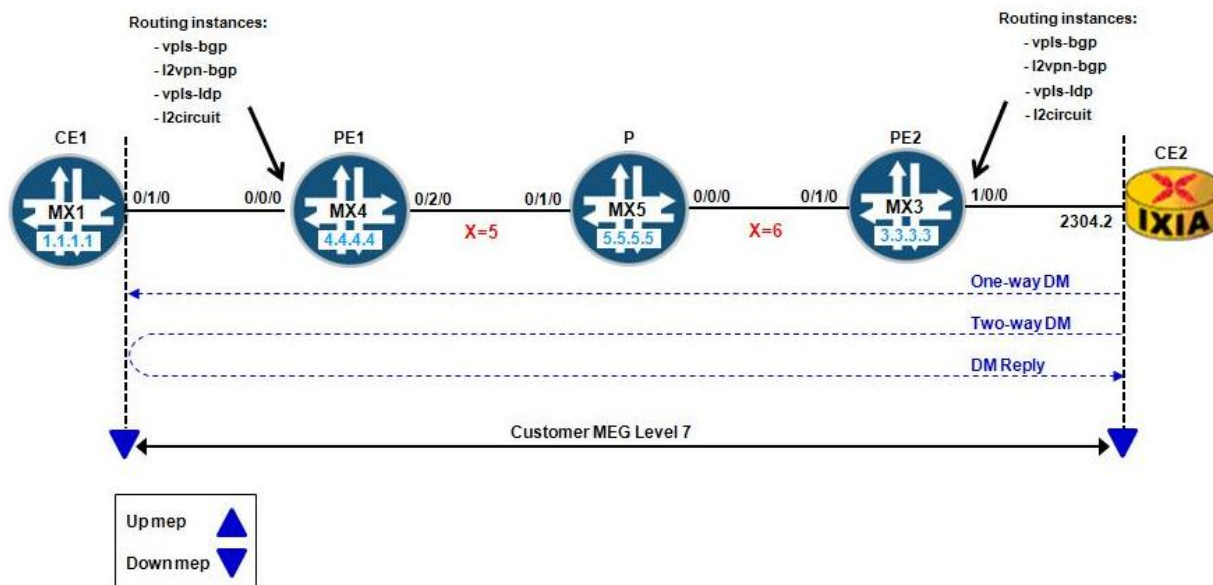 Routing instances:
- vpls-bgp
- l2vpn-bgp
- vpls-ldp
- l2circuit
Routing instances:
- vpls-bgp
- l2vpn-bgp
- vpls-ldp
- l2circuit
CE1
PE1
P
PE2
CE2
MX1
1.1.1.1
0/1/0
0/0/0
MX4
4.4.4.4
0/2/0
X=5
0/1/0
MX5
5.5.5.5
0/0/0
X=6
0/1/0
MX3
3.3.3.3
1/0/0
2304.2
IXIA
One-way DM
Two-way DM
DM Reply
Customer MEG Level 7
Up mep
Down mep